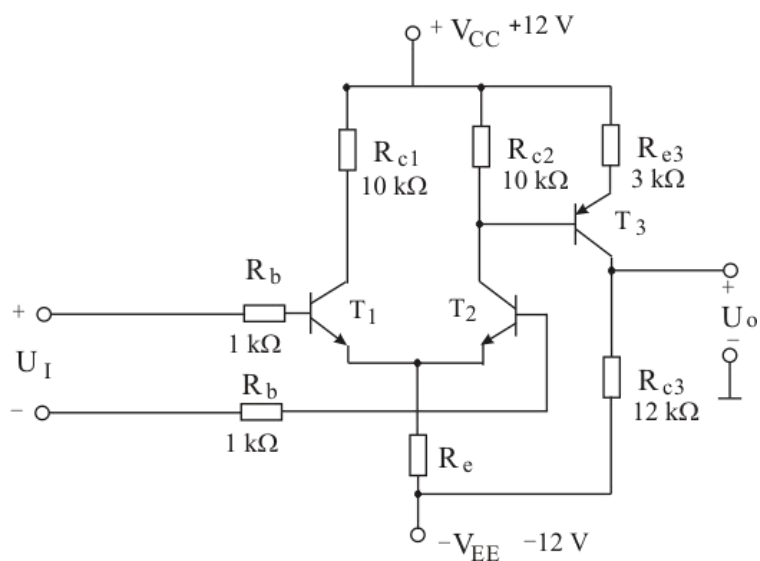 + V_CC +12 V
R_c1
10 kΩ
R_c2
10 kΩ
R_e3
3 kΩ
T_3
R_b
+
1 kΩ
T_1
T_2
+
U_o
−
U_I
R_b
−
1 kΩ
R_c3
12 kΩ
R_e
−V_EE −12 V